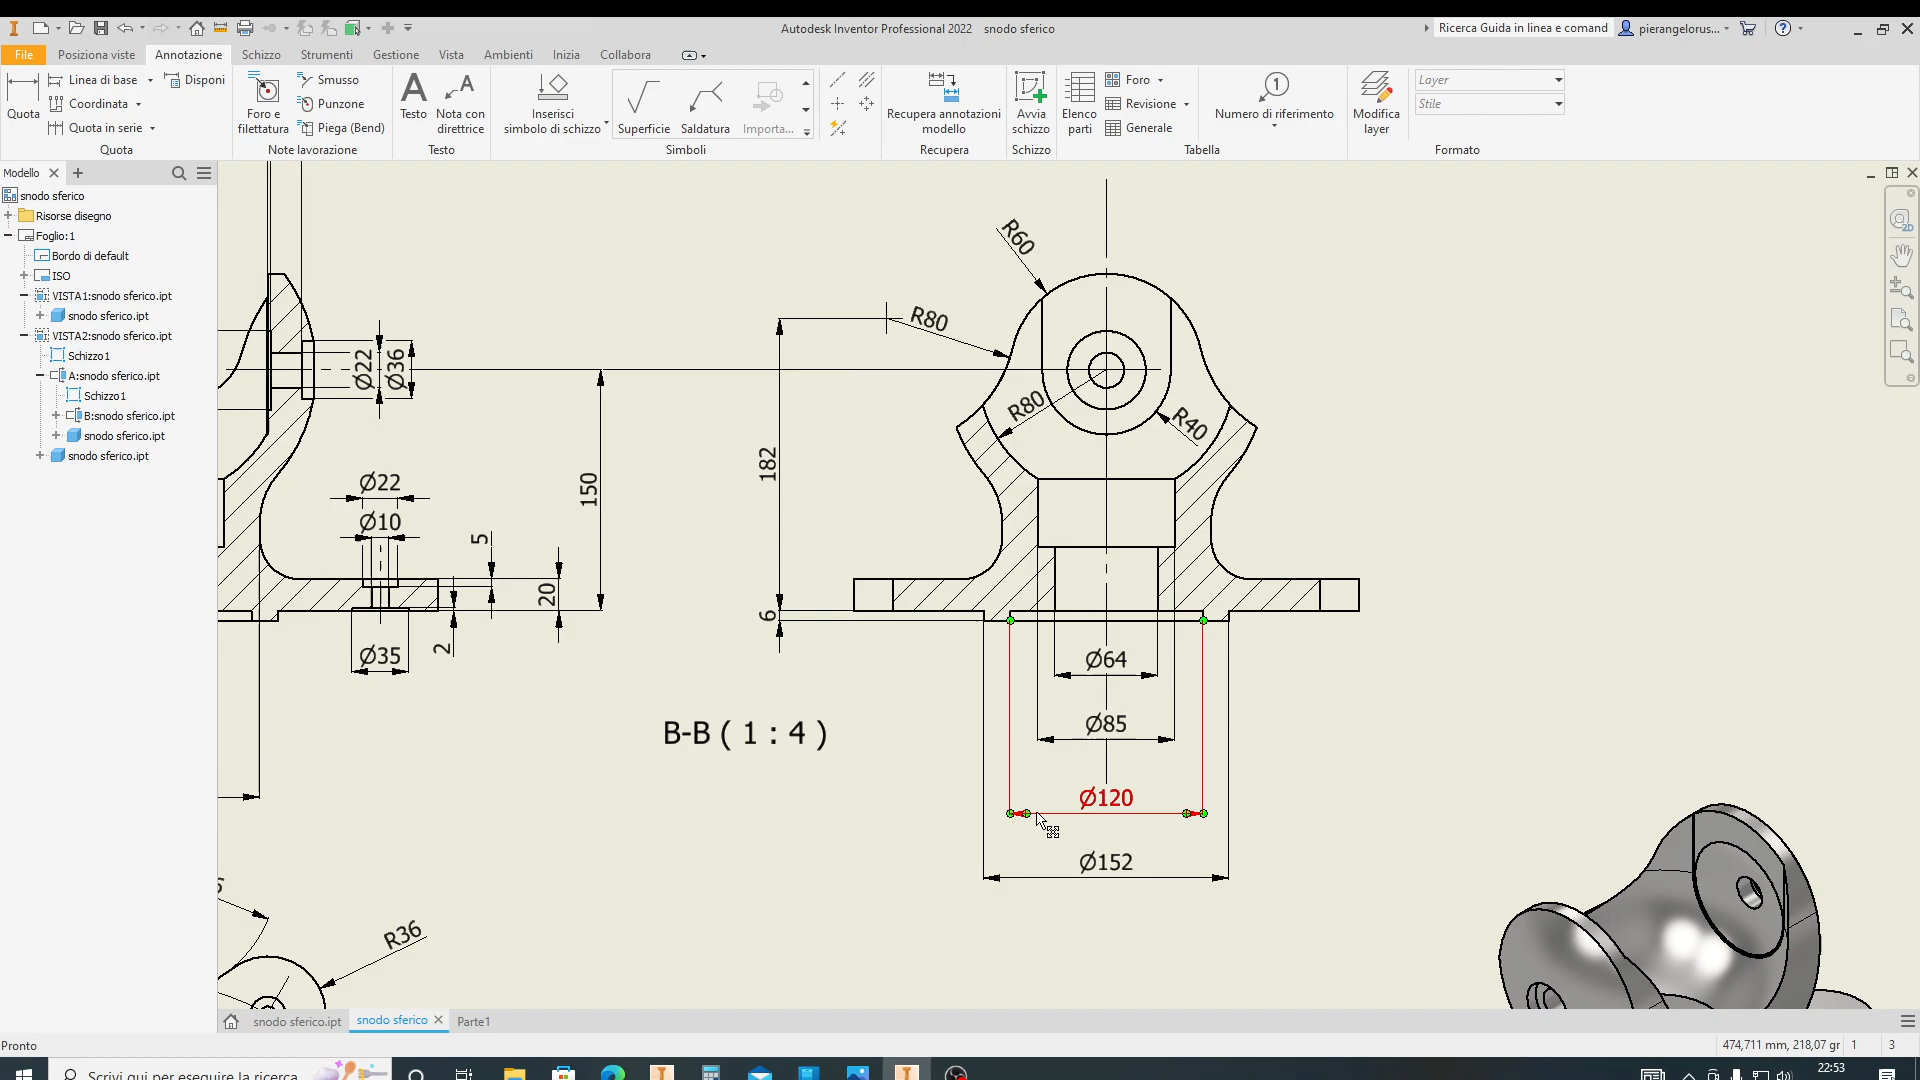 Autodesk Inventor Professional 2022 snodo sferico
Ricerca Guida in linea e comand
pierangelorus...
File Posiziona viste Annotazione Schizzo Strumenti Gestione Vista Ambienti Inizia Collabora
Quota
Linea di base
Coordinata
Quota in serie
Disponi
Quota
Foro e filettatura
Smusso
Punzone
Piega (Bend)
Note lavorazione
Testo
Nota con direttrice
Testo
Inserisci simbolo di schizzo
Superficie
Saldatura
Importa...
Simboli
Recupera annotazioni modello
Recupera
Avvia schizzo
Schizzo
Elenco parti
Foro
Revisione
Generale
Numero di riferimento
Tabella
Modifica layer
Layer
Stile
Formato
Modello
snodo sferico
Risorse disegno
Foglio:1
Bordo di default
ISO
VISTA1:snodo sferico.ipt
snodo sferico.ipt
VISTA2:snodo sferico.ipt
Schizzo1
A:snodo sferico.ipt
Schizzo1
B:snodo sferico.ipt
snodo sferico.ipt
snodo sferico.ipt
R60
R80
Ø22
Ø36
R80
R40
182
150
Ø22
Ø10
5
20
6
2
Ø35
Ø64
Ø85
B-B ( 1 : 4 )
Ø120
Ø152
R36
snodo sferico.ipt snodo sferico Parte1
Pronto
474,711 mm, 218,07 gr 1 3
Scrivi qui per eseguire la ricerca
22:53